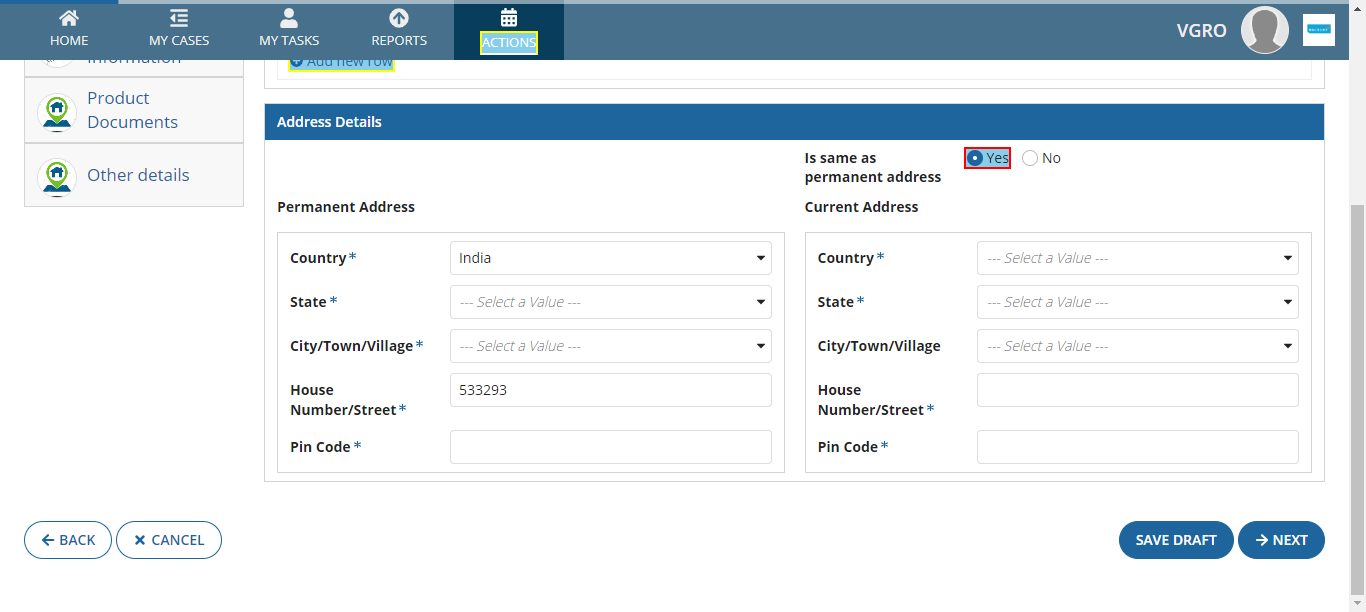 HOME
MY CASES
MY TASKS
REPORTS
ACTIONS
VGRO
Information
Product
Documents
Other details
Add new row
Address Details
Is same as
permanent address
Yes
No
Permanent Address
Current Address
Country*
India
State*
--- Select a Value ---
City/Town/Village*
--- Select a Value ---
House
Number/Street*
533293
Pin Code*
Country*
--- Select a Value ---
State*
--- Select a Value ---
City/Town/Village
--- Select a Value ---
House
Number/Street*
Pin Code*
BACK
CANCEL
SAVE DRAFT
NEXT